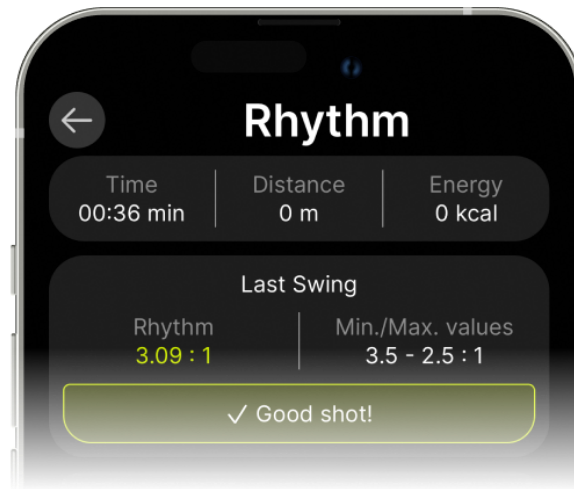 Rhythm
Time Distance Energy
00:36 min 0 m 0 kcal
Last Swing
Rhythm Min./Max. values
3.09 : 1 3.5 - 2.5 : 1
✓ Good shot!